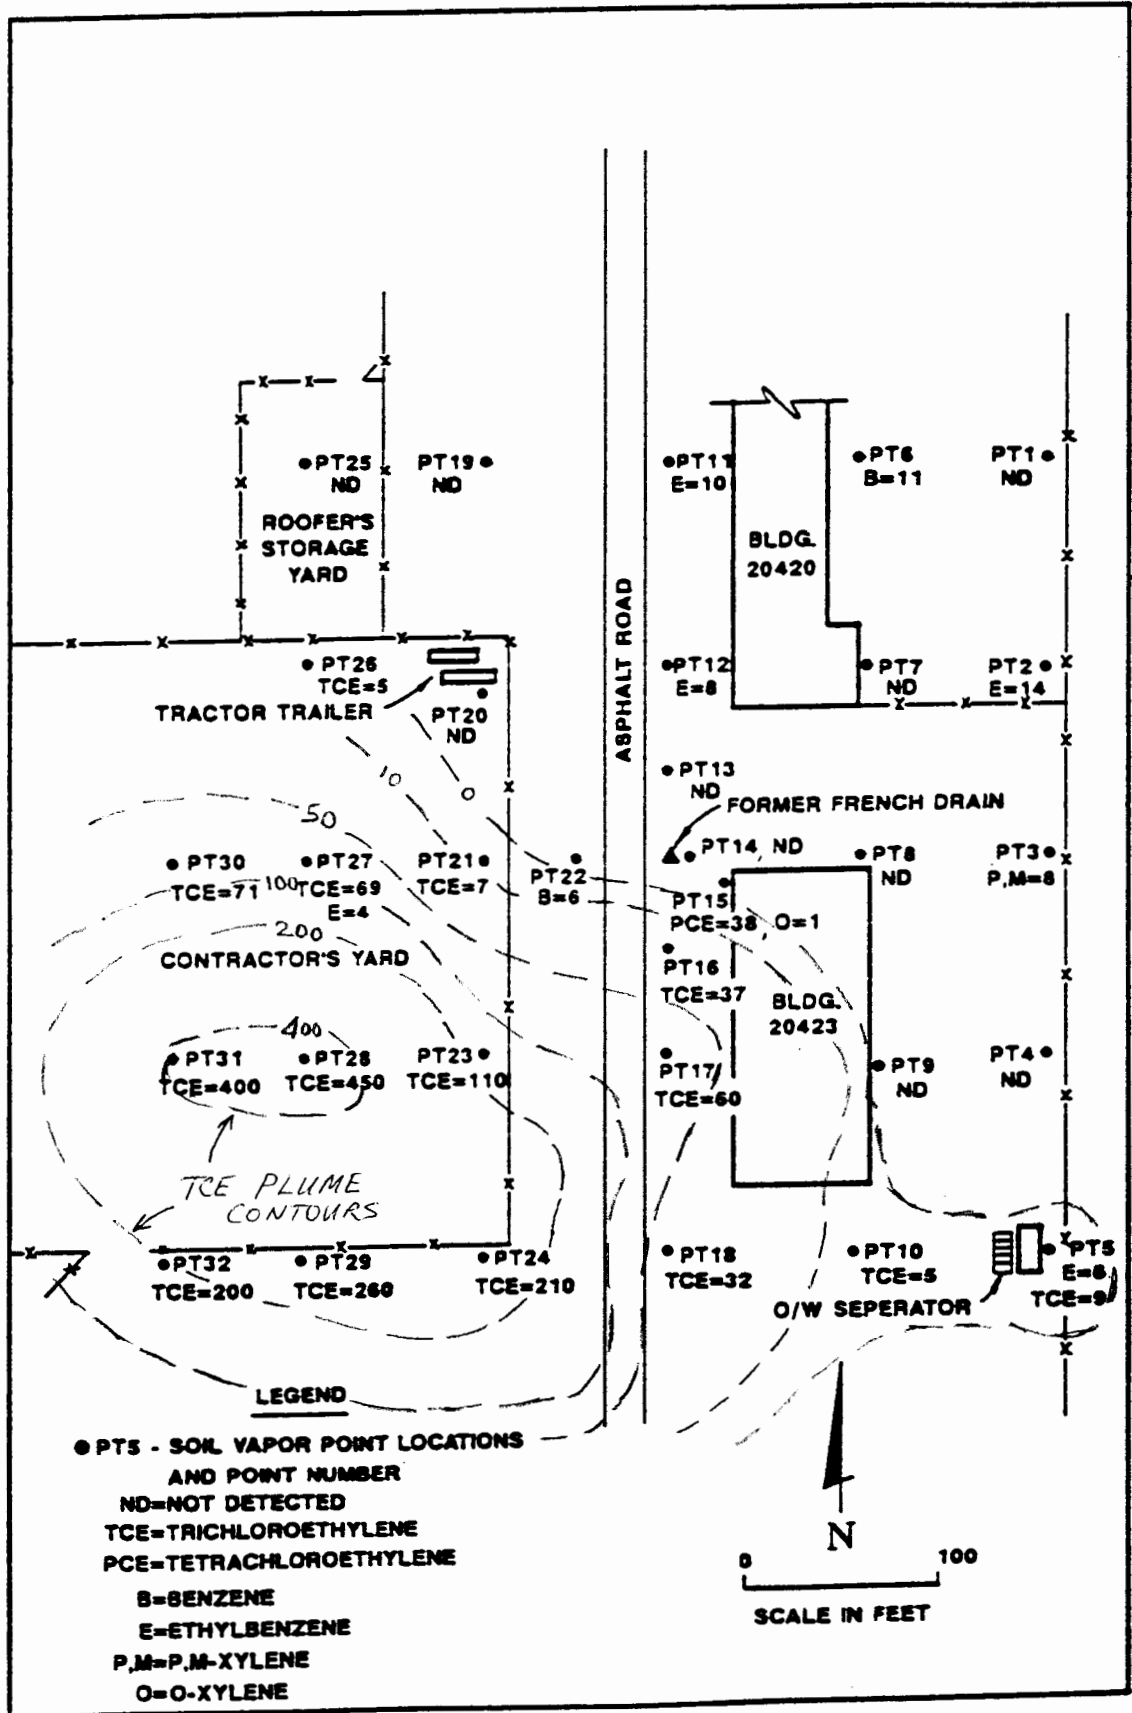 PT25
ND
PT19
ND
ROOFER'S
STORAGE
YARD
PT11
E=10
PT6
B=11
PT1
ND
BLDG.
20420
ASPHALT ROAD
PT26
TCE=5
TRACTOR TRAILER
PT20
ND
PT12
E=8
PT7
ND
PT2
E=14
10
0
50
PT13
ND
FORMER FRENCH DRAIN
PT30
TCE=71
100
PT27
TCE=69
E=4
PT21
TCE=7
PT22
B=6
PT14, ND
PT15
PCE=38, O=1
PT8
ND
PT3
P,M=8
200
CONTRACTOR'S YARD
PT16
TCE=37
BLDG.
20423
400
PT31
TCE=400
PT28
TCE=450
PT23
TCE=110
PT17
TCE=60
PT9
ND
PT4
ND
TCE PLUME
CONTOURS
PT32
TCE=200
PT29
TCE=260
PT24
TCE=210
PT18
TCE=32
PT10
TCE=5
PT5
TCE=9
O/W SEPERATOR
LEGEND
PT5 - SOIL VAPOR POINT LOCATIONS
AND POINT NUMBER
ND=NOT DETECTED
TCE=TRICHLOROETHYLENE
PCE=TETRACHLOROETHYLENE
B=BENZENE
E=ETHYLBENZENE
P,M=P,M-XYLENE
O=O-XYLENE
N
0 100
SCALE IN FEET